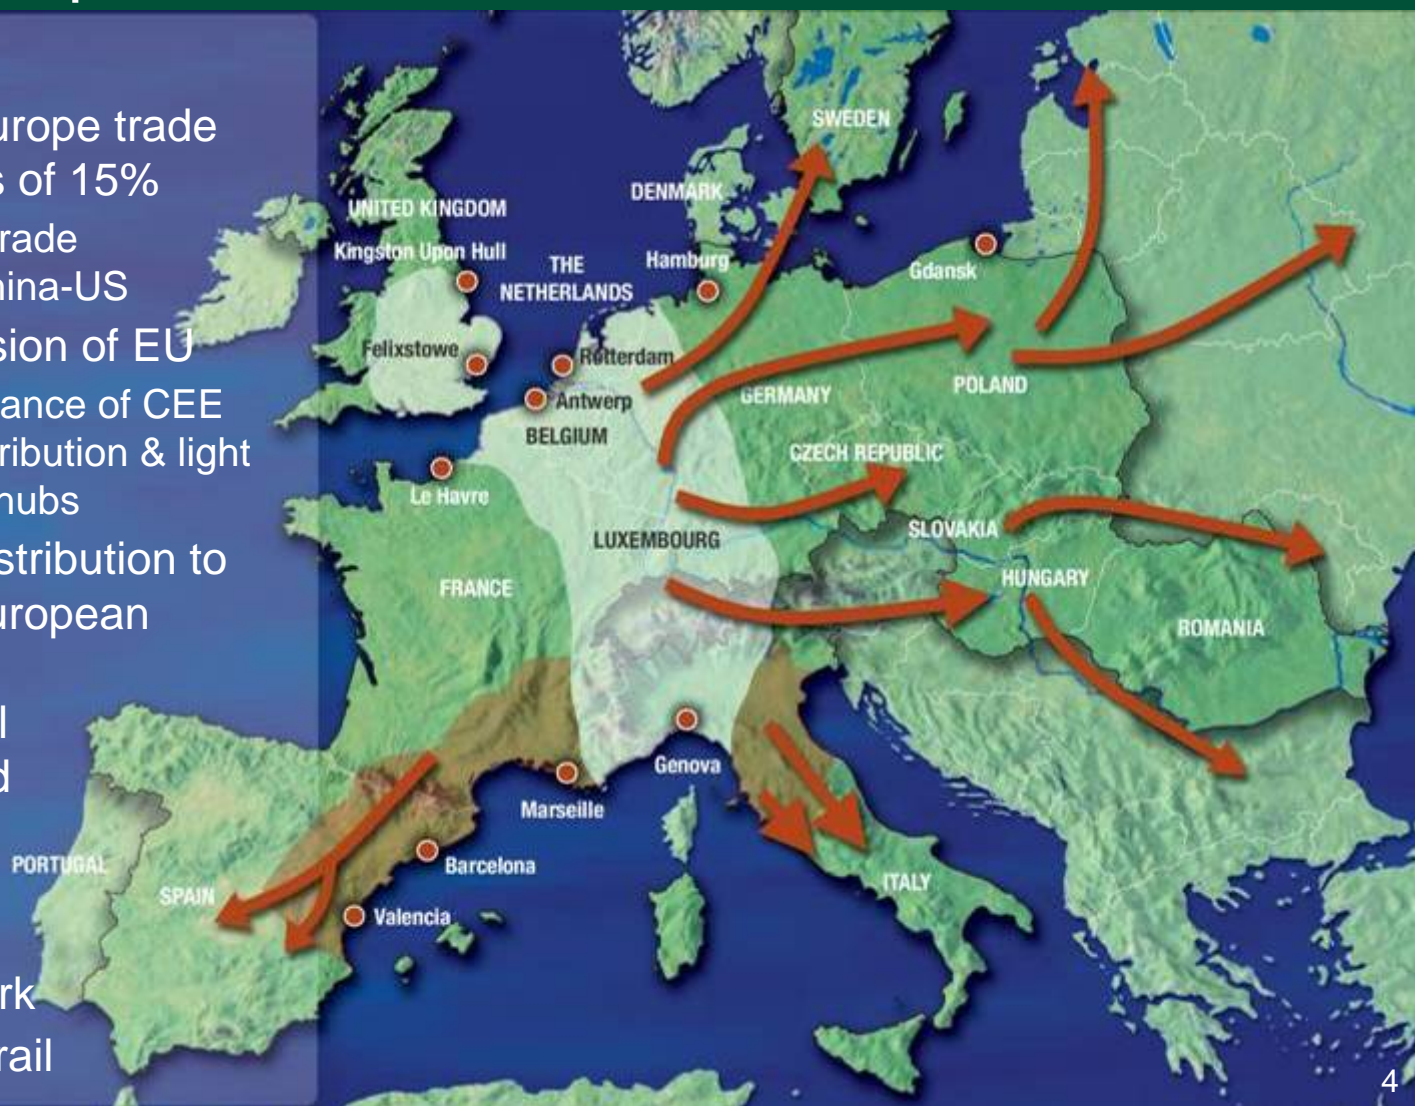 urope trade
s of 15%
rade
hina-US
sion of EU
ance of CEE
ribution & light
hubs
stribution to
uropean
l
d
rk
rail
SWEDEN
DENMARK
UNITED KINGDOM
Kingston Upon Hull
THE
NETHERLANDS
Hamburg
Gdansk
Felixstowe
Rotterdam
Antwerp
BELGIUM
GERMANY
POLAND
CZECH REPUBLIC
Le Havre
LUXEMBOURG
SLOVAKIA
FRANCE
HUNGARY
ROMANIA
Genova
Marseille
Barcelona
PORTUGAL
SPAIN
ITALY
Valencia
4